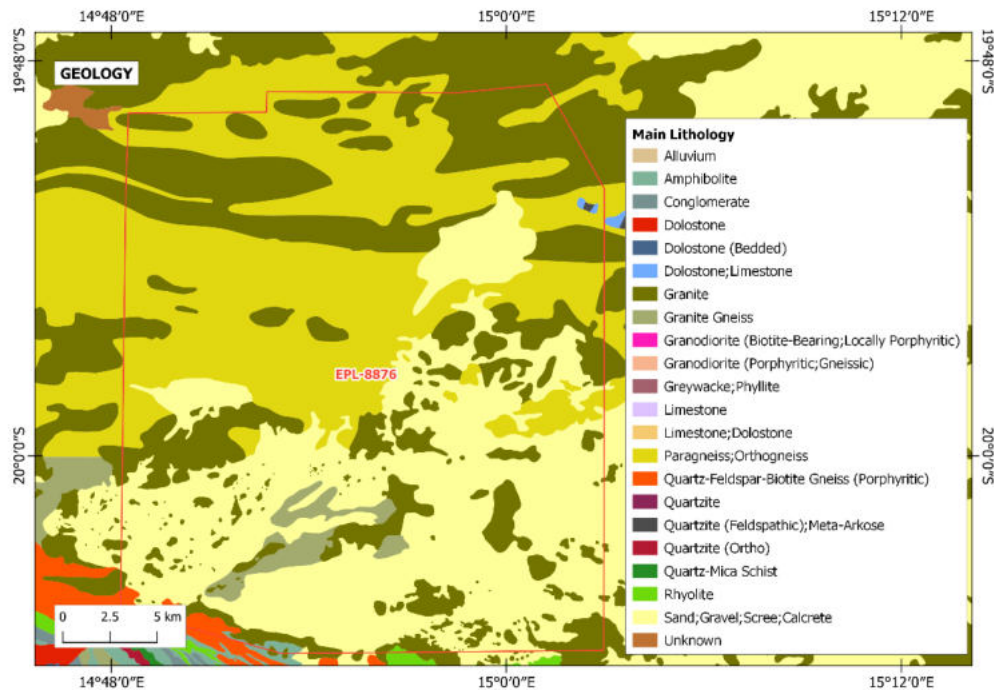 14°48′0″E 15°0′0″E 15°12′0″E
19°48′0″S
19°48′0″S
GEOLOGY
Main Lithology
Alluvium
Amphibolite
Conglomerate
Dolostone
Dolostone (Bedded)
Dolostone;Limestone
Granite
Granite Gneiss
Granodiorite (Biotite-Bearing;Locally Porphyritic)
Granodiorite (Porphyritic;Gneissic)
Greywacke;Phyllite
Limestone
Limestone;Dolostone
Paragneiss;Orthogneiss
Quartz-Feldspar-Biotite Gneiss (Porphyritic)
Quartzite
Quartzite (Feldspathic);Meta-Arkose
Quartzite (Ortho)
Quartz-Mica Schist
Rhyolite
Sand;Gravel;Scree;Calcrete
Unknown
EPL-8876
20°0′0″S
20°0′0″S
0 2.5 5 km
14°48′0″E 15°0′0″E 15°12′0″E